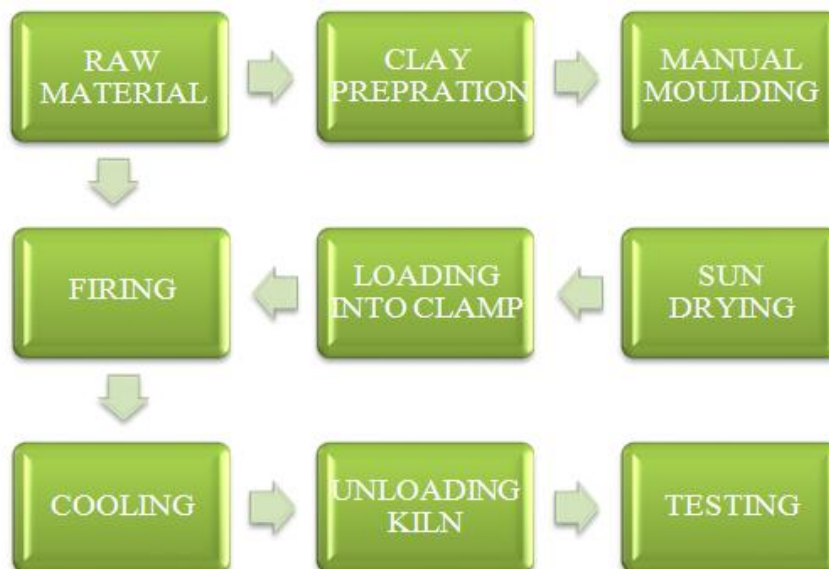 RAW
MATERIAL
CLAY
PREPRATION
MANUAL
MOULDING
FIRING
LOADING
INTO CLAMP
SUN
DRYING
COOLING
UNLOADING
KILN
TESTING